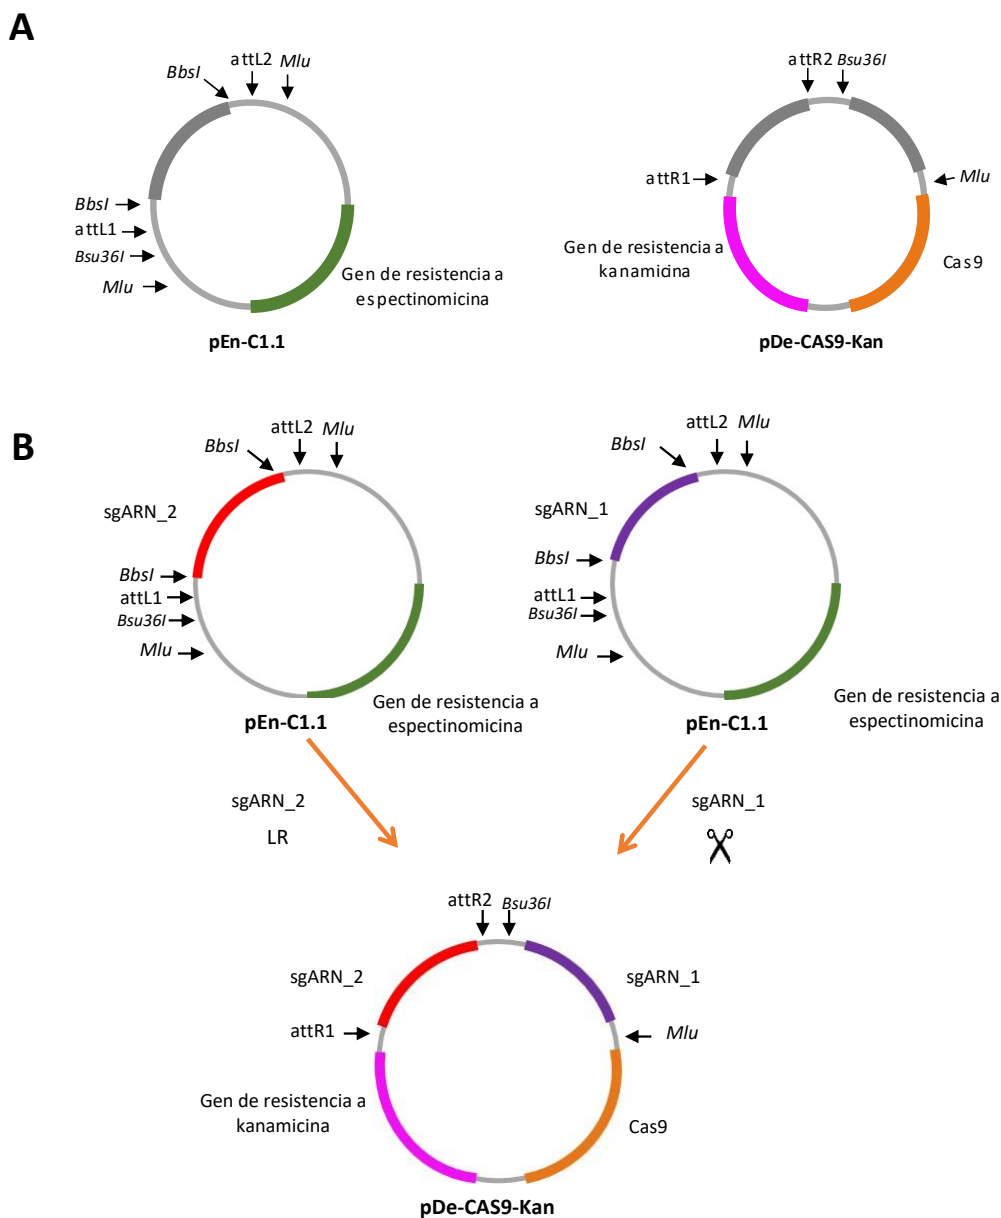 A
attL2
Mlu
BbsI
BbsI
attL1
Bsu36I
Mlu
Gen de resistencia a
espectinomicina
pEn-C1.1
attR2
Bsu36I
attR1
Mlu
Gen de resistencia a
kanamicina
Cas9
pDe-CAS9-Kan
B
attL2
Mlu
BbsI
sgARN_2
BbsI
attL1
Bsu36I
Mlu
Gen de resistencia a
espectinomicina
pEn-C1.1
attL2
Mlu
BbsI
sgARN_1
BbsI
attL1
Bsu36I
Mlu
Gen de resistencia a
espectinomicina
pEn-C1.1
sgARN_2
LR
sgARN_1
attR2
Bsu36I
sgARN_2
sgARN_1
attR1
Mlu
Gen de resistencia a
kanamicina
Cas9
pDe-CAS9-Kan